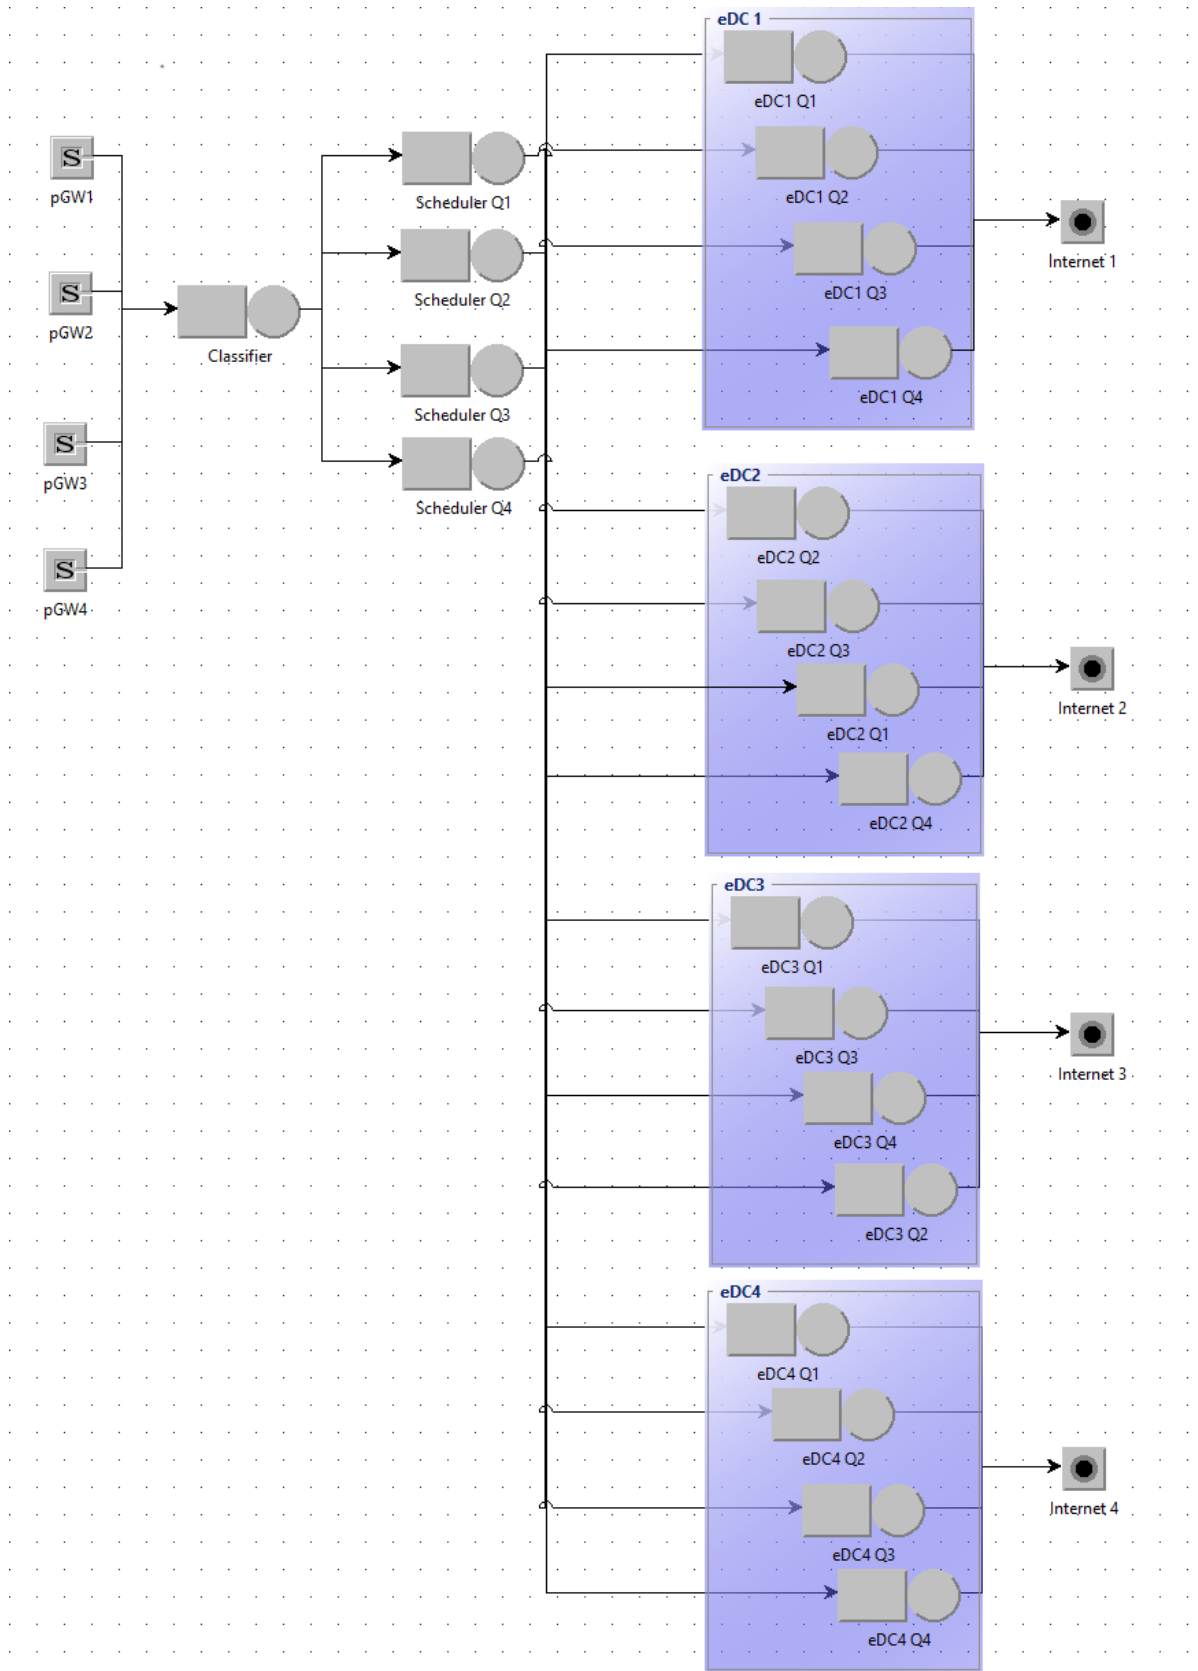 eDC 1
eDC1 Q1
eDC1 Q2
eDC1 Q3
eDC1 Q4
S
pGW1
S
pGW2
S
pGW3
S
pGW4
Classifier
Scheduler Q1
Scheduler Q2
Scheduler Q3
Scheduler Q4
Internet 1
eDC2
eDC2 Q2
eDC2 Q3
eDC2 Q1
eDC2 Q4
Internet 2
eDC3
eDC3 Q1
eDC3 Q3
eDC3 Q4
eDC3 Q2
Internet 3
eDC4
eDC4 Q1
eDC4 Q2
eDC4 Q3
eDC4 Q4
Internet 4